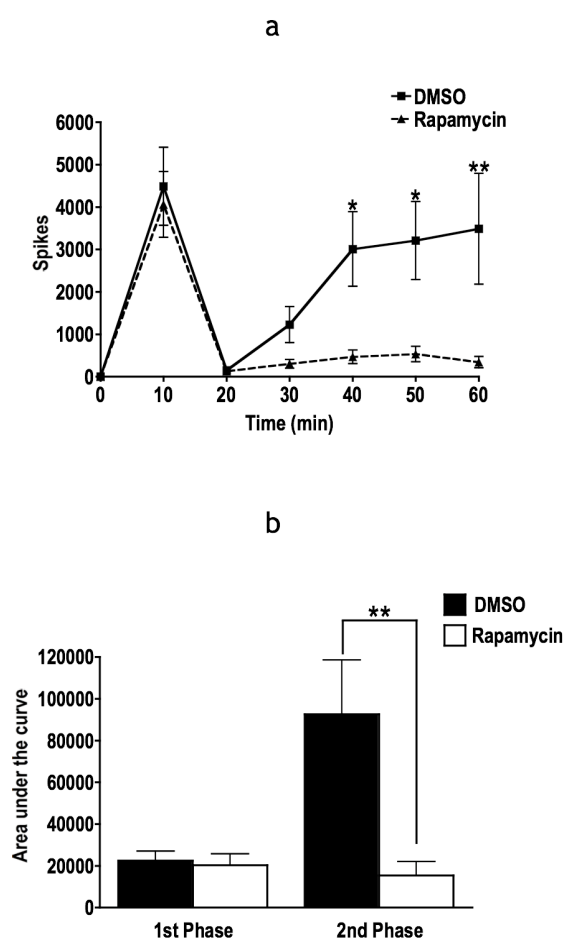 a
DMSO
Rapamycin
6000
5000
4000
3000
2000
1000
0
Spikes
*
*
**
0 10 20 30 40 50 60
Time (min)
b
DMSO
Rapamycin
**
120000
100000
80000
60000
40000
20000
0
Area under the curve
1st Phase 2nd Phase